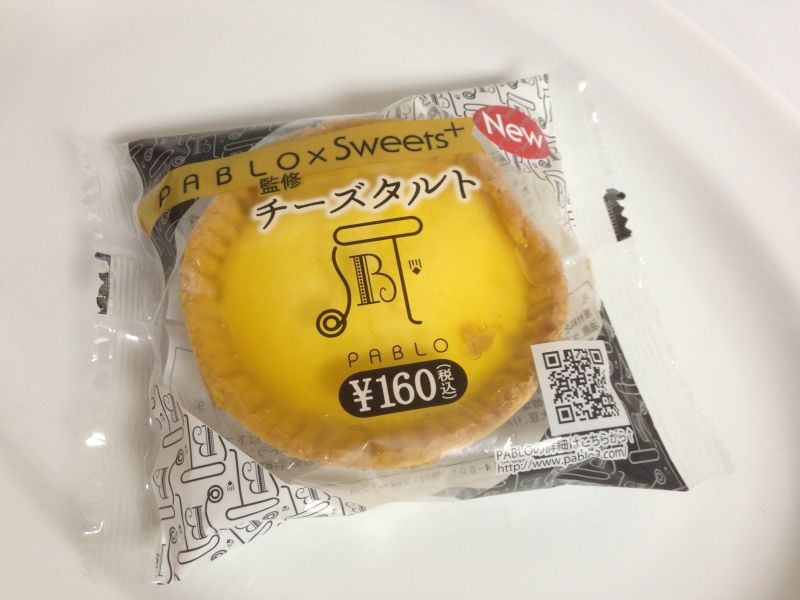 PABLO×Sweets+
New
監修
チーズタルト
PABLO
¥160(税込)
PABLOの詳細はこちらから
http://www.pablo3.com